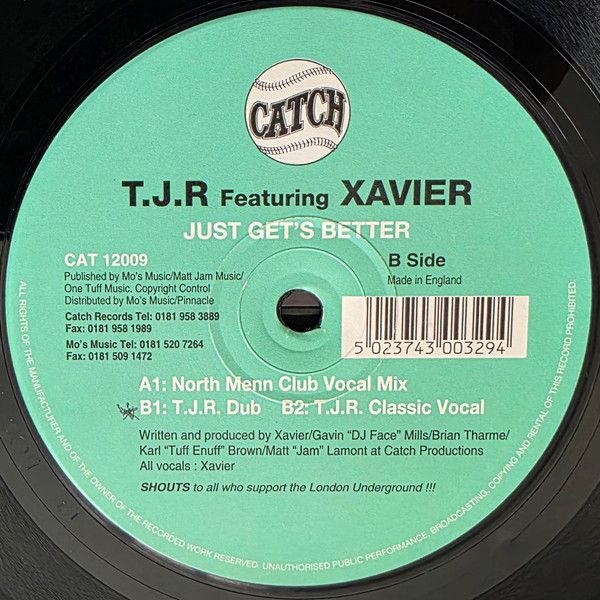 CATCH
T.J.R Featuring XAVIER
JUST GET'S BETTER
CAT 12009
Published by Mo's Music/Matt Jam Music/
One Tuff Music. Copyright Control
Distributed by Mo's Music/Pinnacle
Catch Records Tel: 0181 958 3889
Fax: 0181 958 1989
Mo's Music Tel: 0181 520 7264
Fax: 0181 509 1472
B Side
Made in England
5 023743 003294
A1: North Menn Club Vocal Mix
B1: T.J.R. Dub B2: T.J.R. Classic Vocal
Written and produced by Xavier/Gavin "DJ Face" Mills/Brian Tharme/
Karl "Tuff Enuff" Brown/Matt "Jam" Lamont at Catch Productions
All vocals : Xavier
SHOUTS to all who support the London Underground !!!
ALL RIGHTS OF THE MANUFACTURER AND OF THE OWNER OF THE RECORDED WORK RESERVED. UNAUTHORISED PUBLIC PERFORMANCE, BROADCASTING, COPYING AND RENTAL OF THIS RECORD PROHIBITED.